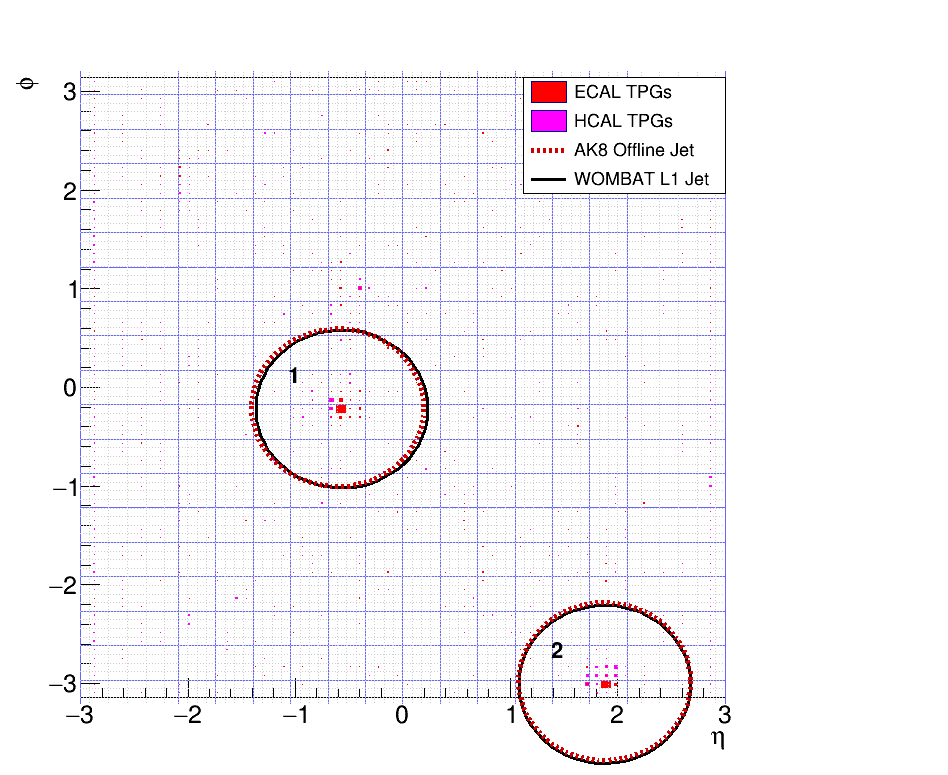 φ
3
2
1
0
−1
−2
−3
ECAL TPGs
HCAL TPGs
AK8 Offline Jet
WOMBAT L1 Jet
1
2
−3 −2 −1 0 1 2 3
η